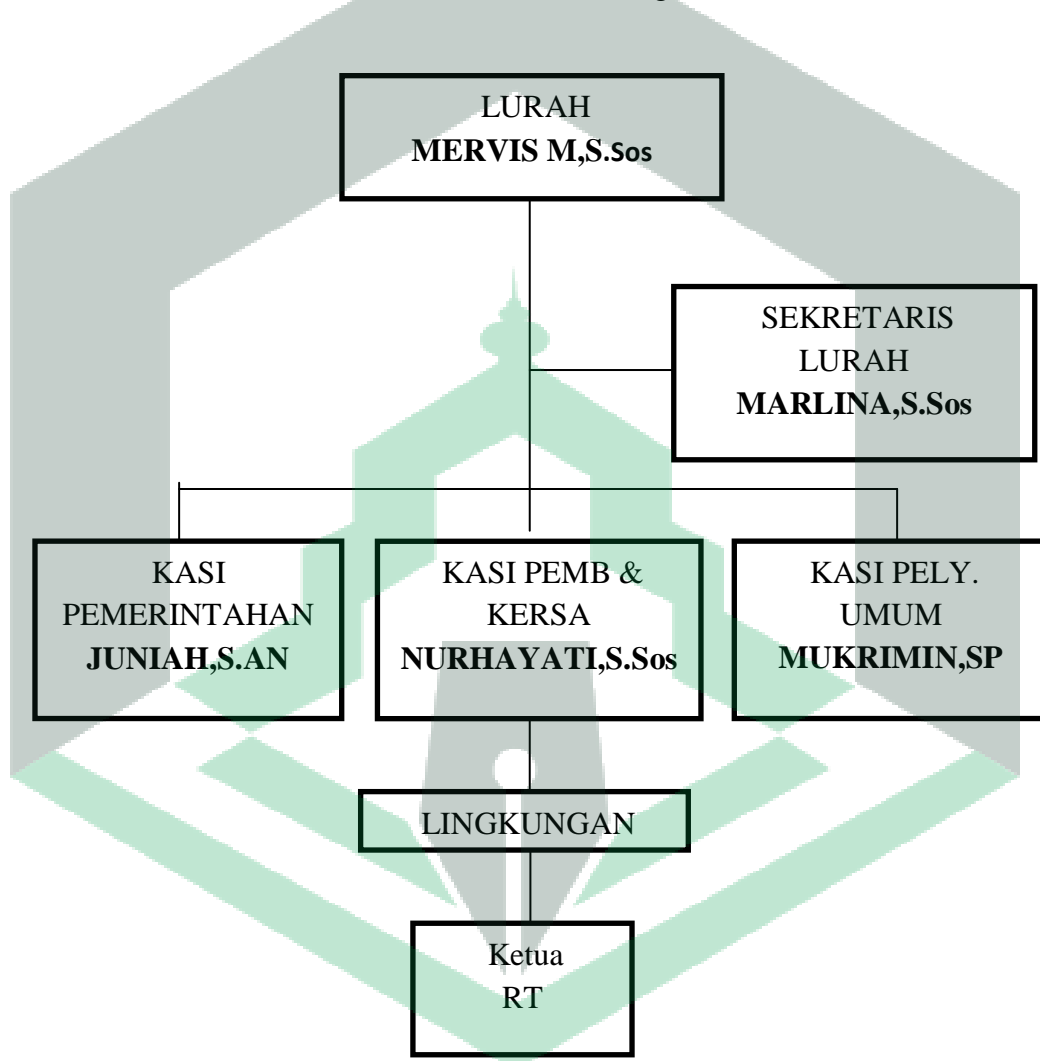 LURAH
MERVIS M,S.Sos
SEKRETARIS
LURAH
MARLINA,S.Sos
KASI
PEMERINTAHAN
JUNIAH,S.AN
KASI PEMB &
KERSA
NURHAYATI,S.Sos
KASI PELY.
UMUM
MUKRIMIN,SP
LINGKUNGAN
Ketua
RT